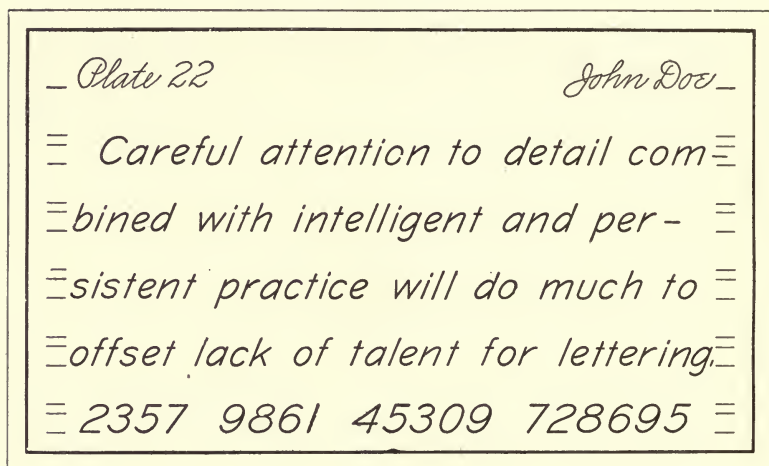 Plate 22 John Doe
Careful attention to detail com-
bined with intelligent and per-
sistent practice will do much to
offset lack of talent for lettering.
2357 9861 45309 728695